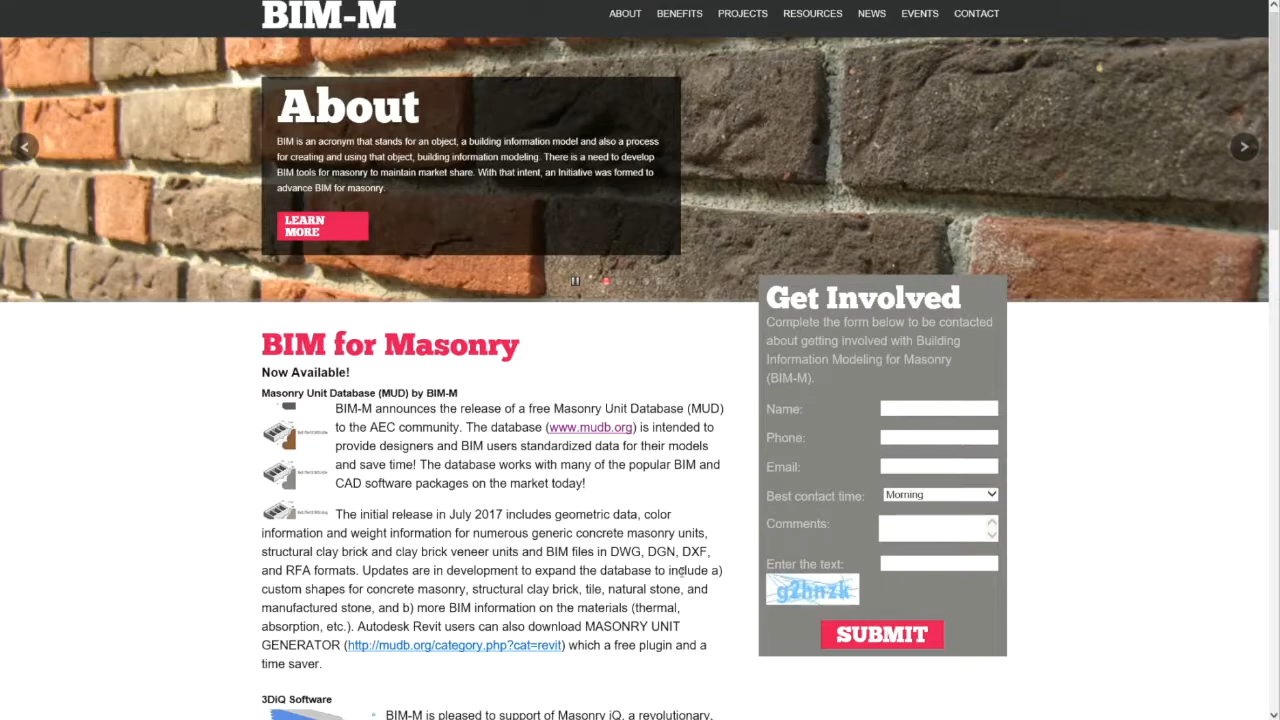 BIM-M
ABOUT BENEFITS PROJECTS RESOURCES NEWS EVENTS CONTACT
About
BIM is an acronym that stands for an object, a building information model and also a process
for creating and using that object, building information modeling. There is a need to develop
BIM tools for masonry to maintain market share. With that intent, an Initiative was formed to
advance BIM for masonry.
LEARN
MORE
BIM for Masonry
Now Available!
Masonry Unit Database (MUD) by BIM-M
BIM-M announces the release of a free Masonry Unit Database (MUD)
to the AEC community. The database (www.mudb.org) is intended to
provide designers and BIM users standardized data for their models
and save time! The database works with many of the popular BIM and
CAD software packages on the market today!
The initial release in July 2017 includes geometric data, color
information and weight information for numerous generic concrete masonry units,
structural clay brick and clay brick veneer units and BIM files in DWG, DGN, DXF,
and RFA formats. Updates are in development to expand the database to include a)
custom shapes for concrete masonry, structural clay brick, tile, natural stone, and
manufactured stone, and b) more BIM information on the materials (thermal,
absorption, etc.). Autodesk Revit users can also download MASONRY UNIT
GENERATOR (http://mudb.org/category.php?cat=revit) which a free plugin and a
time saver.
3DiQ Software
BIM-M is pleased to support of Masonry iQ, a revolutionary,
Get Involved
Complete the form below to be contacted
about getting involved with Building
Information Modeling for Masonry
(BIM-M).
Name:
Phone:
Email:
Best contact time: Morning
Comments:
Enter the text:
g2hnzk
SUBMIT